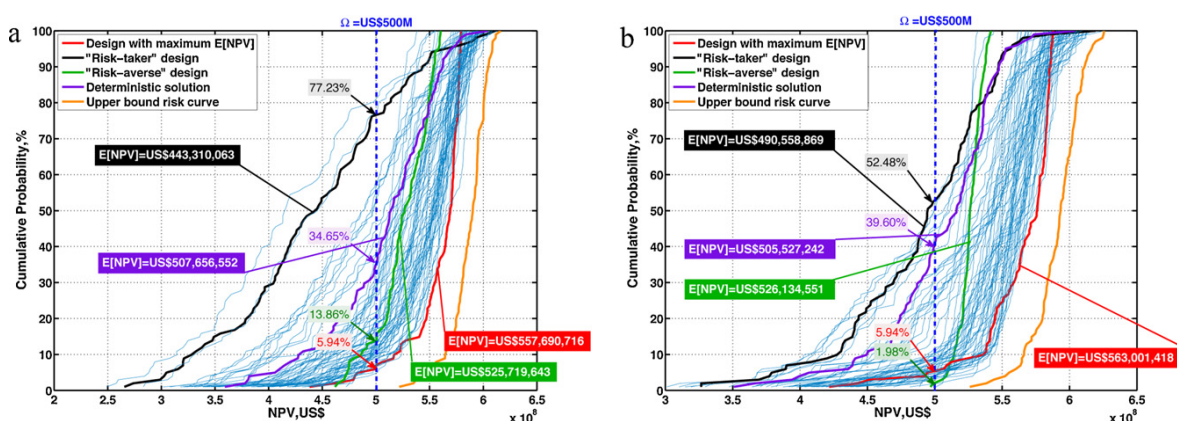 a
Ω =US$500M
Design with maximum E[NPV]
"Risk-taker" design
"Risk-averse" design
Deterministic solution
Upper bound risk curve
100
90
80
70
60
50
40
30
20
10
0
Cumulative Probability,%
77.23%
E[NPV]=US$443,310,063
34.65%
E[NPV]=US$507,656,552
13.86%
5.94%
E[NPV]=US$557,690,716
E[NPV]=US$525,719,643
2 2.5 3 3.5 4 4.5 5 5.5 6 6.5
NPV,US$
x 10^8
b
Ω =US$500M
Design with maximum E[NPV]
"Risk-taker" design
"Risk-averse" design
Deterministic solution
Upper bound risk curve
100
90
80
70
60
50
40
30
20
10
0
Cumulative Probability,%
E[NPV]=US$490,558,869
52.48%
39.60%
E[NPV]=US$505,527,242
E[NPV]=US$526,134,551
5.94%
1.98%
E[NPV]=US$563,001,418
3 3.5 4 4.5 5 5.5 6 6.5
NPV,US$
x 10^8